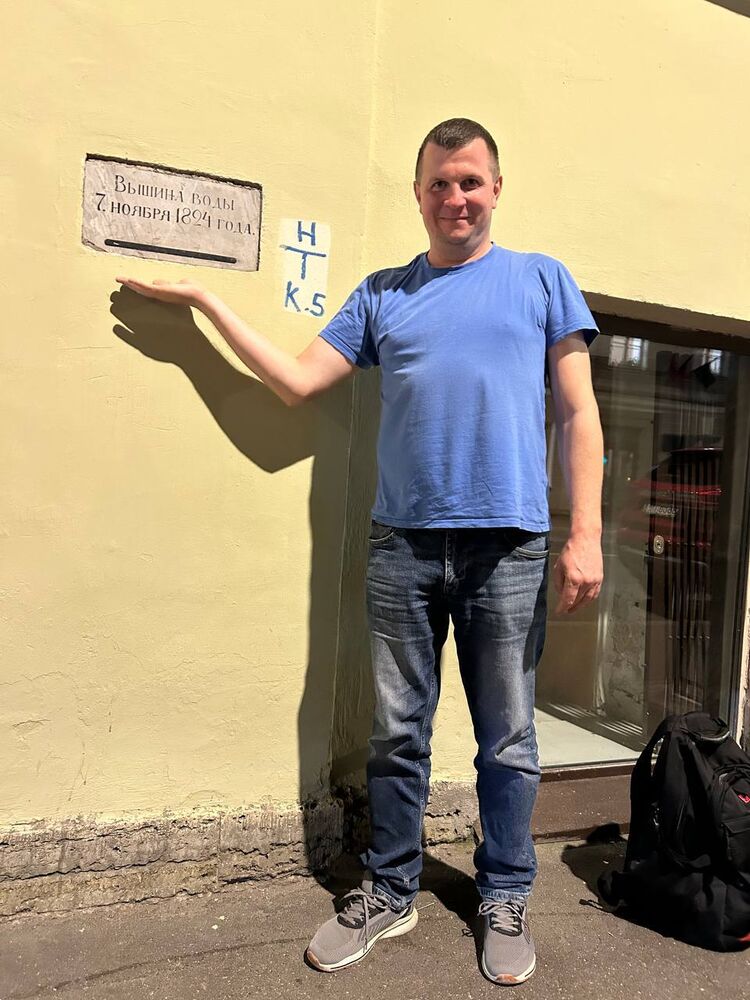 Вышина воды
7. ноября 1824 года.
Н
Т
К.5